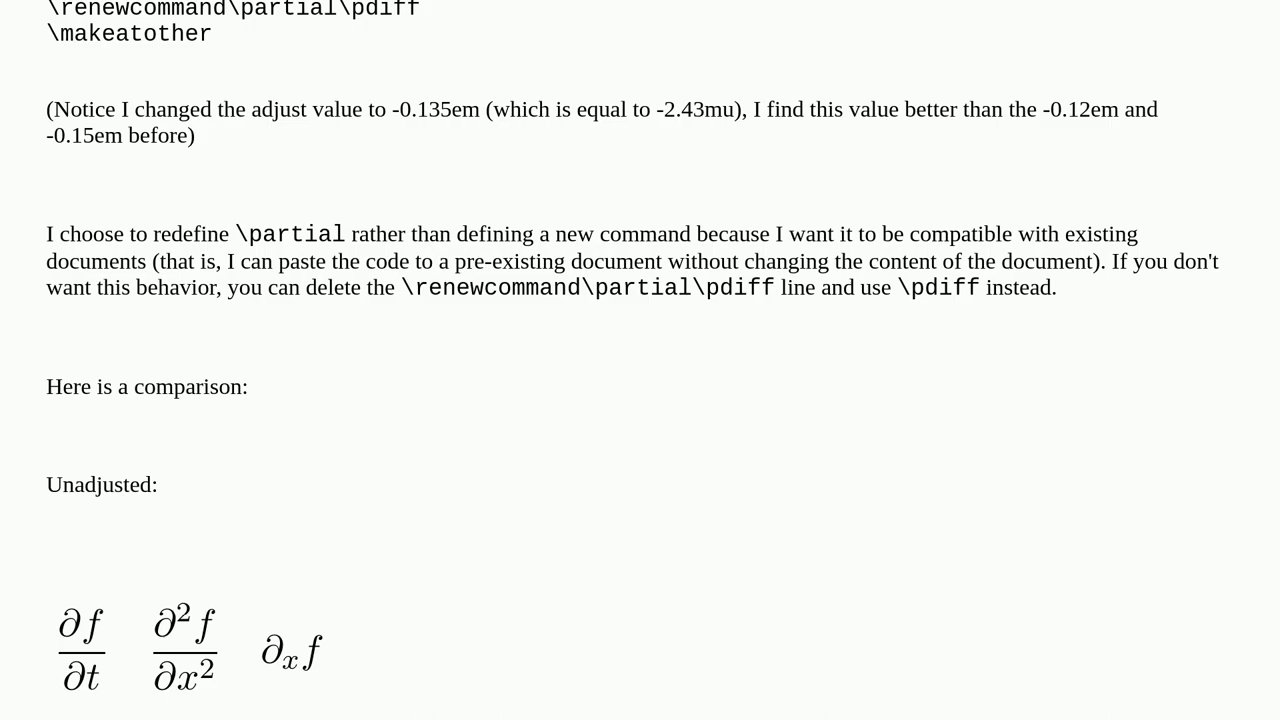 \renewcommand\partial\pdiff
\makeatother
(Notice I changed the adjust value to -0.135em (which is equal to -2.43mu), I find this value better than the -0.12em and
-0.15em before)
I choose to redefine \partial rather than defining a new command because I want it to be compatible with existing
documents (that is, I can paste the code to a pre-existing document without changing the content of the document). If you don't
want this behavior, you can delete the \renewcommand\partial\pdiff line and use \pdiff instead.
Here is a comparison:
Unadjusted:
∂f/∂t ∂²f/∂x² ∂ₓf